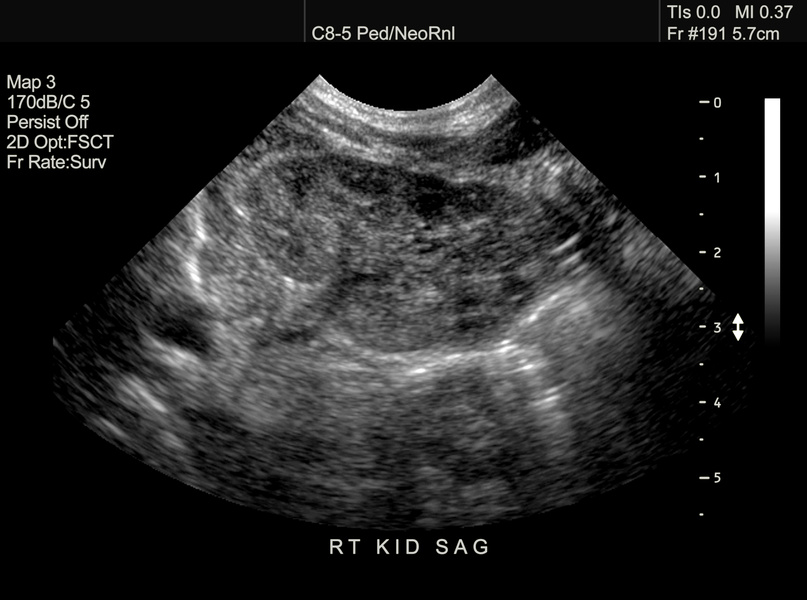 TIs 0.0 MI 0.37
C8-5 Ped/NeoRnl
Fr #191 5.7cm
Map 3
170dB/C 5
Persist Off
2D Opt:FSCT
Fr Rate:Surv
0
1
2
3
4
5
RT KID SAG